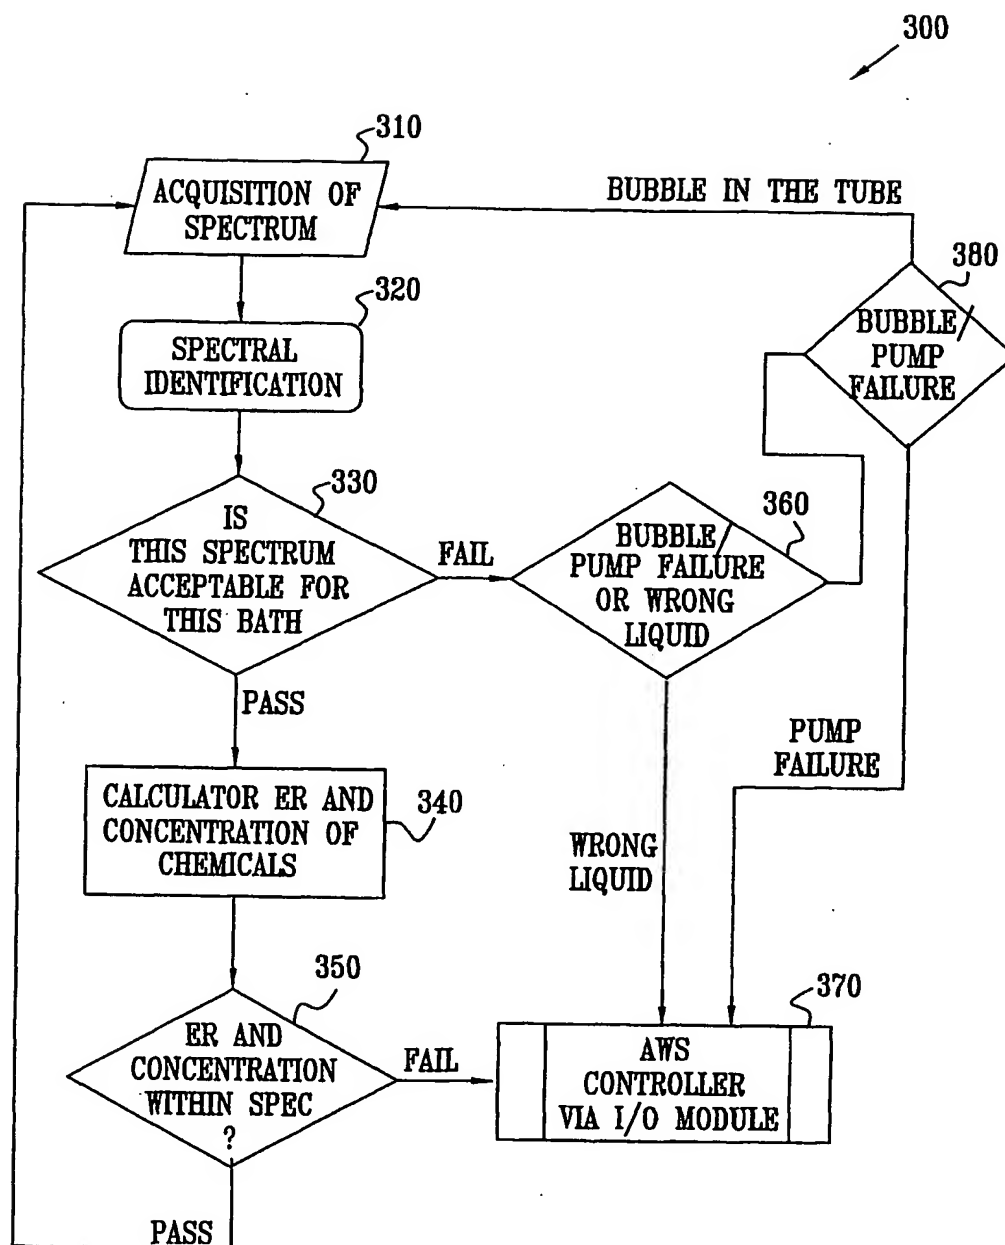 300
310
ACQUISITION OF
SPECTRUM
BUBBLE IN THE TUBE
380
BUBBLE/
PUMP
FAILURE
320
SPECTRAL
IDENTIFICATION
330
IS
THIS SPECTRUM
ACCEPTABLE FOR
THIS BATH
FAIL
360
BUBBLE/
PUMP FAILURE
OR WRONG
LIQUID
PASS
PUMP
FAILURE
340
CALCULATOR ER AND
CONCENTRATION OF
CHEMICALS
WRONG
LIQUID
350
ER AND
CONCENTRATION
WITHIN SPEC
?
FAIL
370
AWS
CONTROLLER
VIA I/O MODULE
PASS